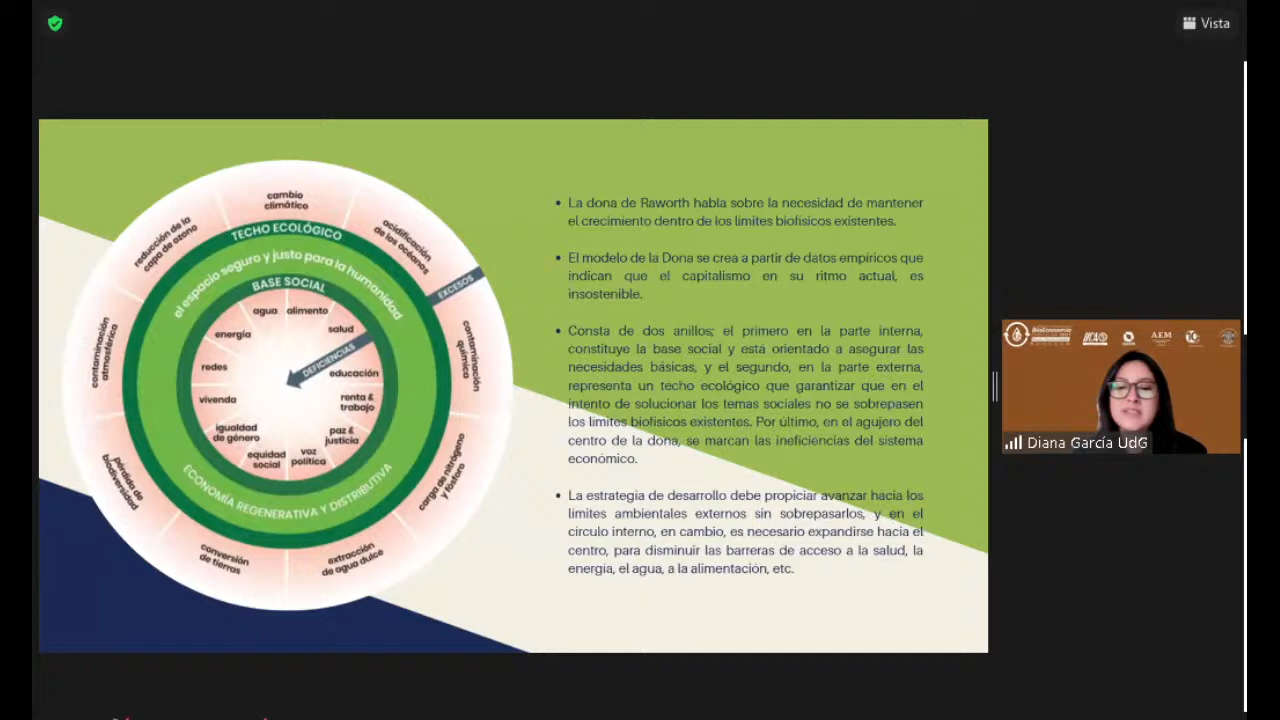 Vista
cambio
climático
reducción de la
capa de ozono
acidificación
de los océanos
TECHO ECOLÓGICO
el espacio seguro y justo para la humanidad
BASE SOCIAL
EXCESOS
agua
alimento
energía
salud
DEFICIENCIAS
redes
educación
vivenda
renta &
trabajo
igualdad
de género
paz &
justicia
equidad
social
voz
política
contaminación
atmosférica
contaminación
química
ECONOMÍA REGENERATIVA Y DISTRIBUTIVA
pérdida de
biodiversidad
carga de nitrógeno
y fósforo
conversión
de tierras
extracción
de agua dulce
• La dona de Raworth habla sobre la necesidad de mantener
el crecimiento dentro de los límites biofísicos existentes.
• El modelo de la Dona se crea a partir de datos empíricos que
indican que el capitalismo en su ritmo actual, es
insostenible.
• Consta de dos anillos; el primero en la parte interna,
constituye la base social y está orientado a asegurar las
necesidades básicas, y el segundo, en la parte externa,
representa un techo ecológico que garantizar que en el
intento de solucionar los temas sociales no se sobrepasen
los límites biofísicos existentes. Por último, en el agujero del
centro de la dona, se marcan las ineficiencias del sistema
económico.
• La estrategia de desarrollo debe propiciar avanzar hacia los
límites ambientales externos sin sobrepasarlos, y en el
círculo interno, en cambio, es necesario expandirse hacia el
centro, para disminuir las barreras de acceso a la salud, la
energía, el agua, a la alimentación, etc.
BioEconomía
AEM
Diana García UdG